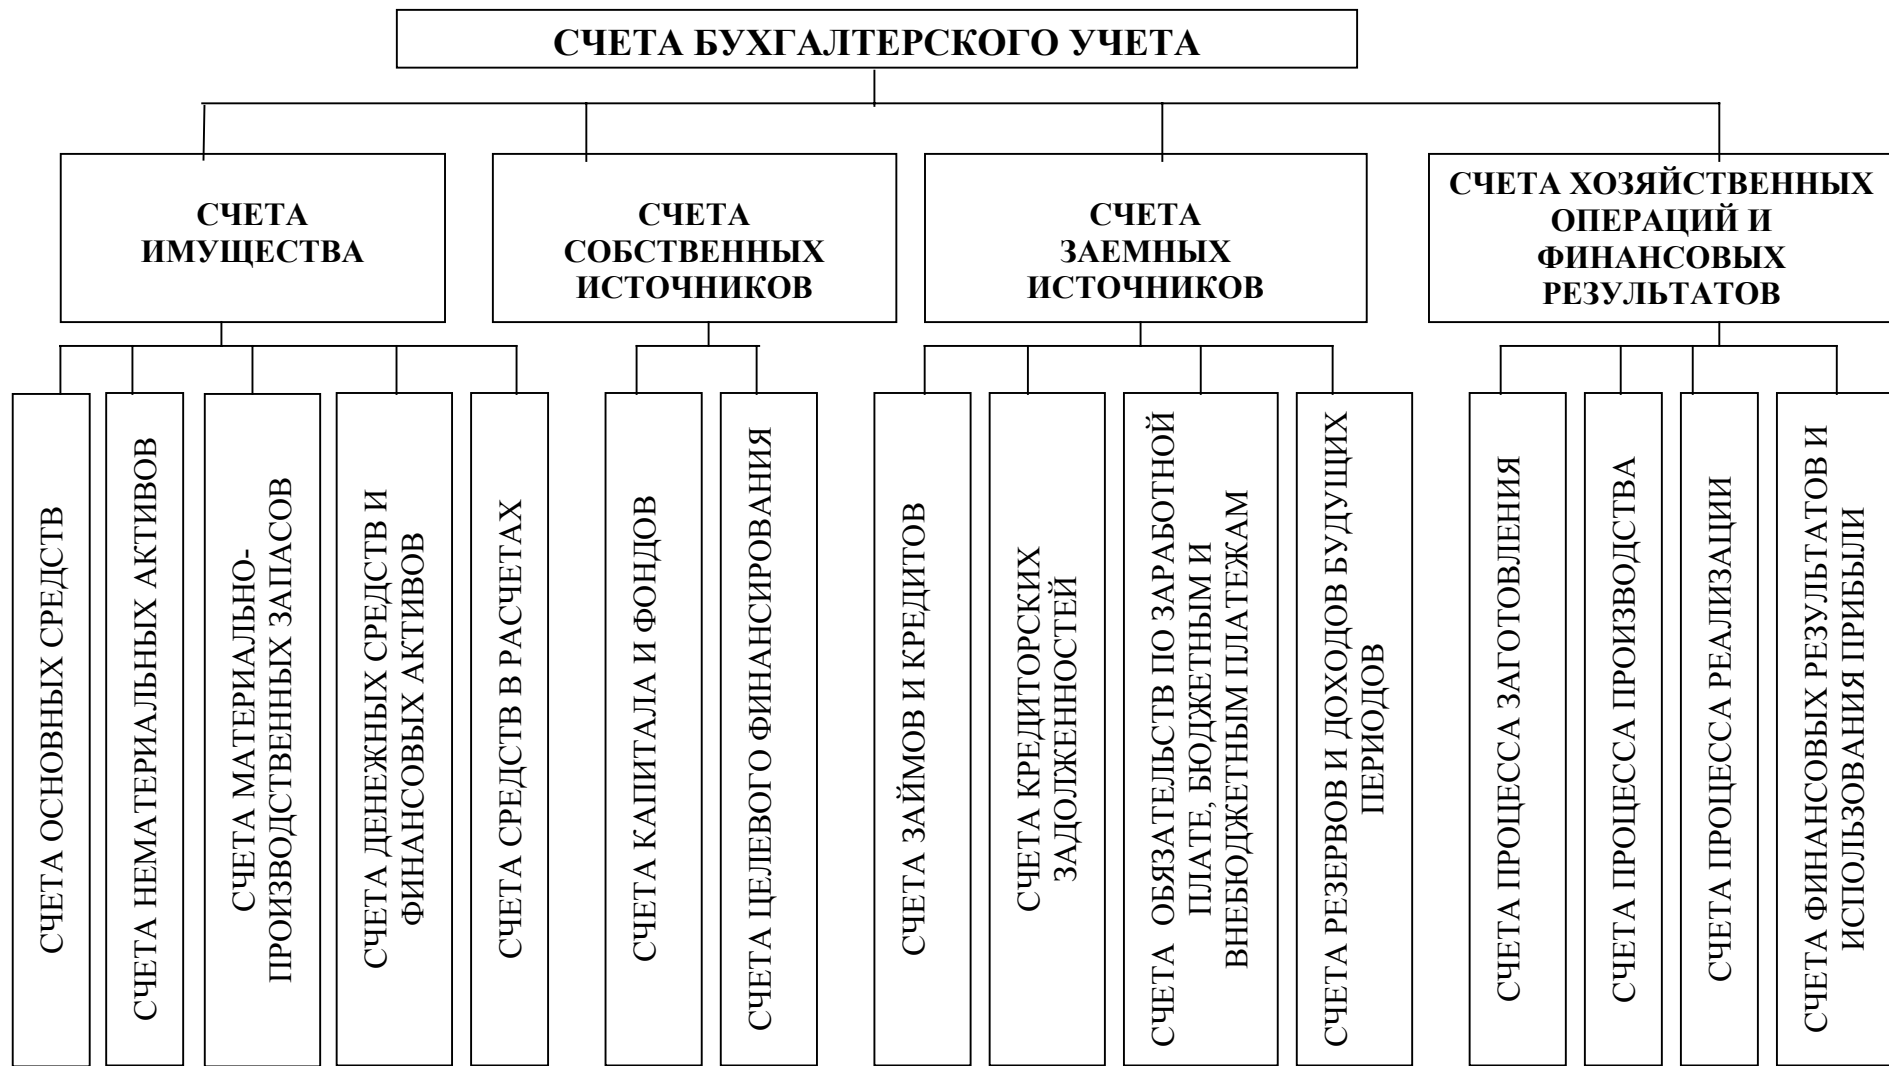 СЧЕТА БУХГАЛТЕРСКОГО УЧЕТА
СЧЕТА
ИМУЩЕСТВА
СЧЕТА
СОБСТВЕННЫХ
ИСТОЧНИКОВ
СЧЕТА
ЗАЕМНЫХ
ИСТОЧНИКОВ
СЧЕТА ХОЗЯЙСТВЕННЫХ
ОПЕРАЦИЙ И
ФИНАНСОВЫХ
РЕЗУЛЬТАТОВ
СЧЕТА ОСНОВНЫХ СРЕДСТВ
СЧЕТА НЕМАТЕРИАЛЬНЫХ АКТИВОВ
СЧЕТА МАТЕРИАЛЬНО-
ПРОИЗВОДСТВЕННЫХ ЗАПАСОВ
СЧЕТА ДЕНЕЖНЫХ СРЕДСТВ И
ФИНАНСОВЫХ АКТИВОВ
СЧЕТА СРЕДСТВ В РАСЧЕТАХ
СЧЕТА КАПИТАЛА И ФОНДОВ
СЧЕТА ЦЕЛЕВОГО ФИНАНСИРОВАНИЯ
СЧЕТА ЗАЙМОВ И КРЕДИТОВ
СЧЕТА КРЕДИТОРСКИХ
ЗАДОЛЖЕННОСТЕЙ
СЧЕТА ОБЯЗАТЕЛЬСТВ ПО ЗАРАБОТНОЙ
ПЛАТЕ, БЮДЖЕТНЫМ И
ВНЕБЮДЖЕТНЫМ ПЛАТЕЖАМ
СЧЕТА РЕЗЕРВОВ И ДОХОДОВ БУДУЩИХ
ПЕРИОДОВ
СЧЕТА ПРОЦЕССА ЗАГОТОВЛЕНИЯ
СЧЕТА ПРОЦЕССА ПРОИЗВОДСТВА
СЧЕТА ПРОЦЕССА РЕАЛИЗАЦИИ
СЧЕТА ФИНАНСОВЫХ РЕЗУЛЬТАТОВ И
ИСПОЛЬЗОВАНИЯ ПРИБЫЛИ